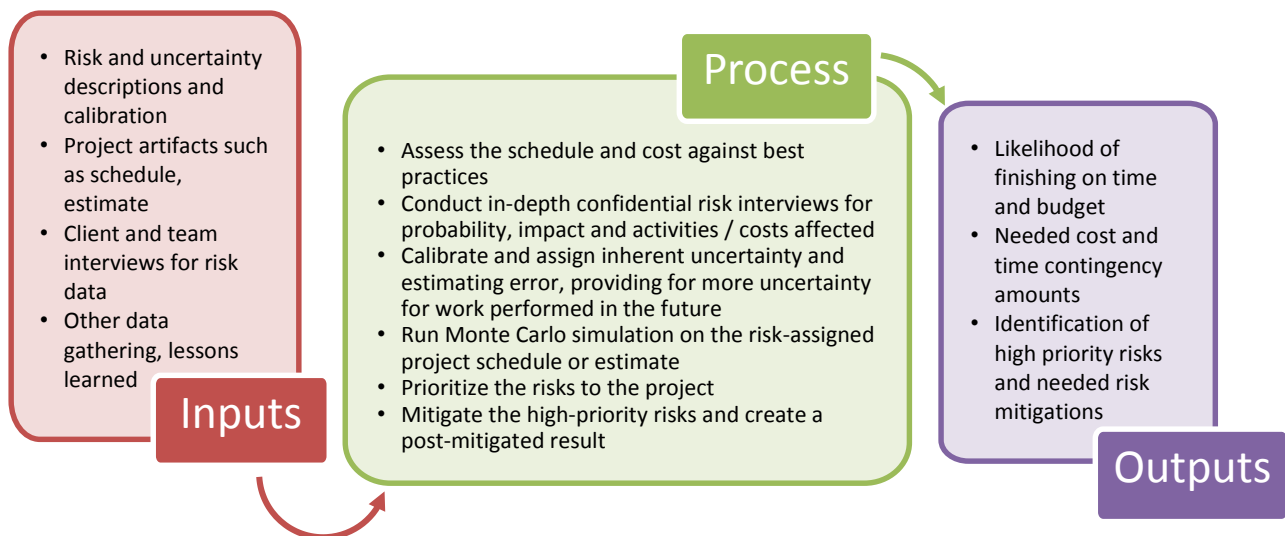 • Risk and uncertainty
descriptions and
calibration
• Project artifacts such
as schedule,
estimate
• Client and team
interviews for risk
data
• Other data
gathering, lessons
learned
Inputs
Process
• Assess the schedule and cost against best
practices
• Conduct in-depth confidential risk interviews for
probability, impact and activities / costs affected
• Calibrate and assign inherent uncertainty and
estimating error, providing for more uncertainty
for work performed in the future
• Run Monte Carlo simulation on the risk-assigned
project schedule or estimate
• Prioritize the risks to the project
• Mitigate the high-priority risks and create a
post-mitigated result
• Likelihood of
finishing on time
and budget
• Needed cost and
time contingency
amounts
• Identification of
high priority risks
and needed risk
mitigations
Outputs